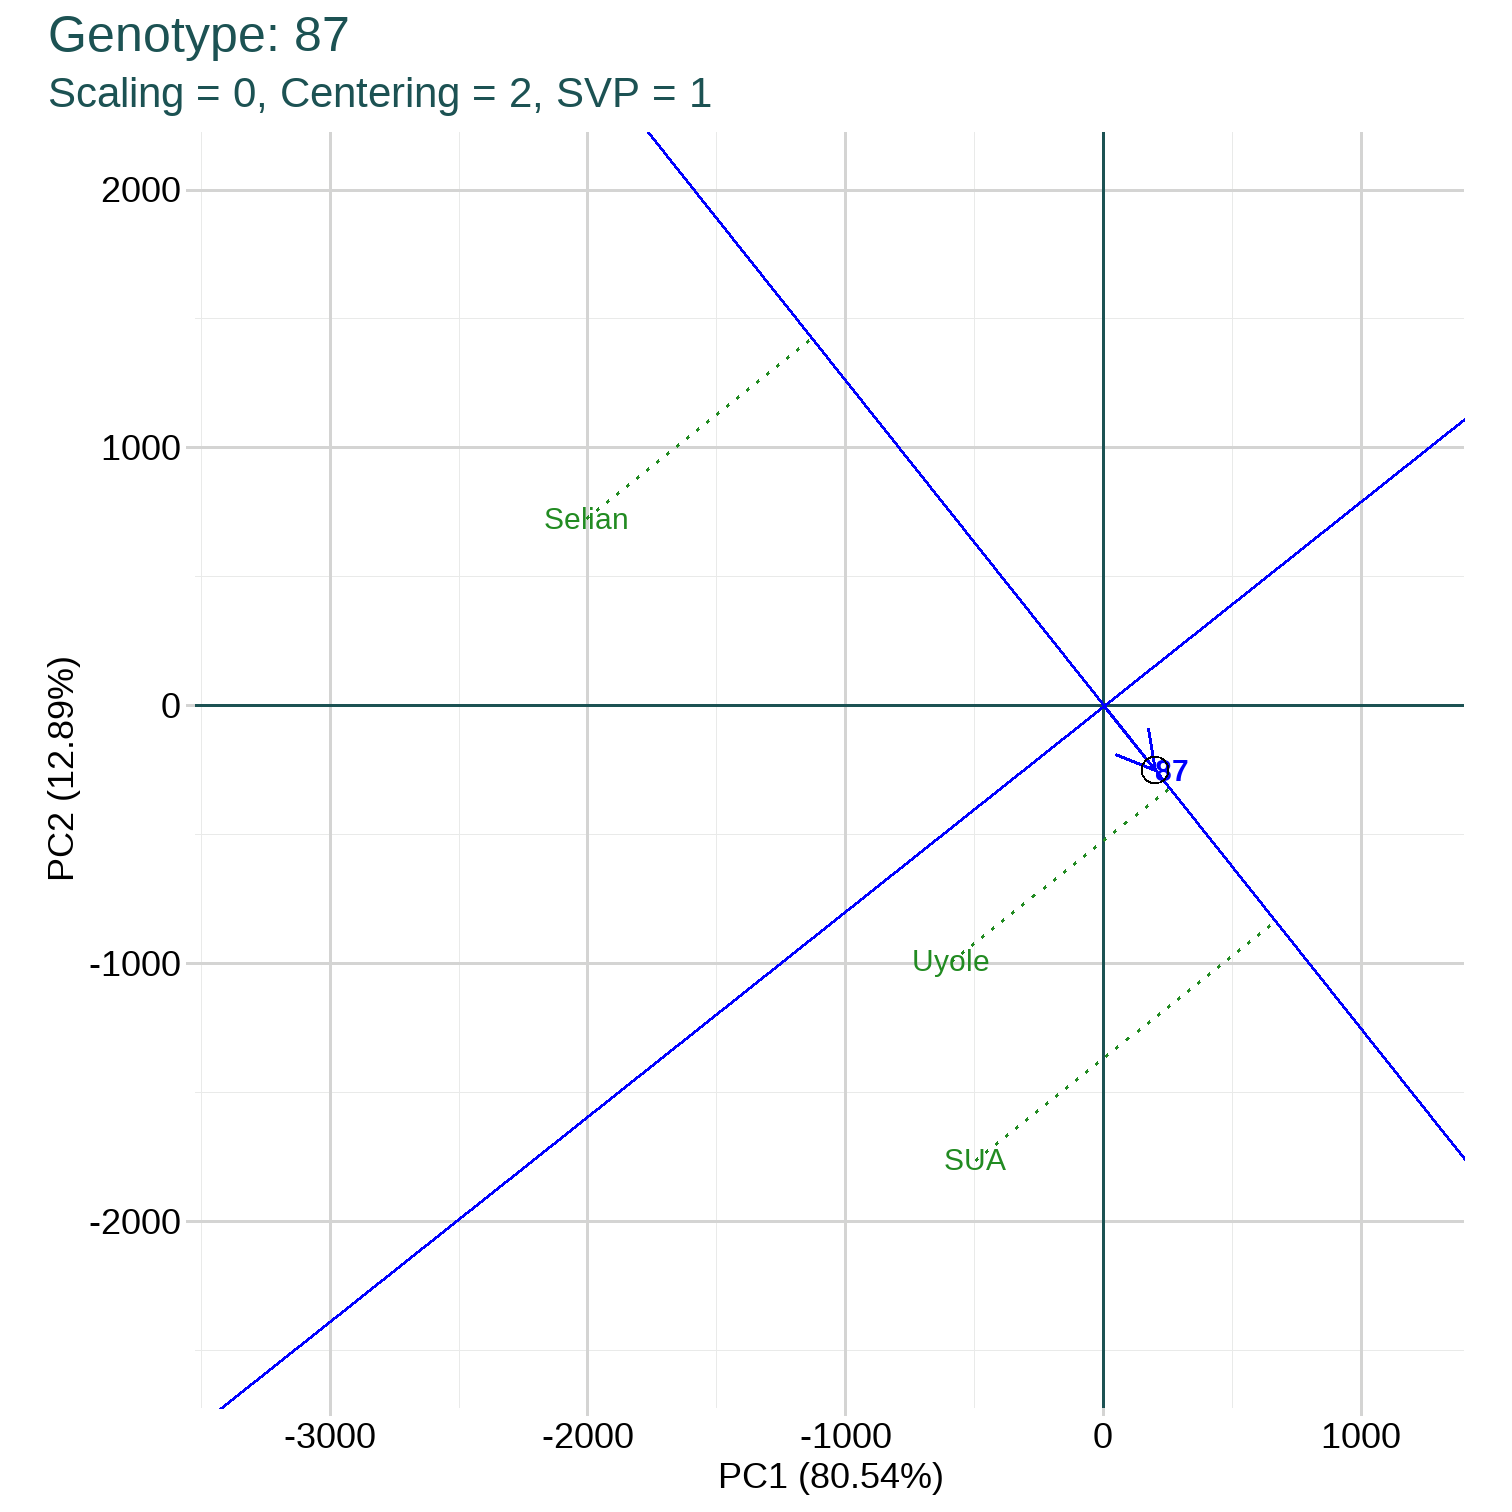 Genotype: 87
Scaling = 0, Centering = 2, SVP = 1
2000
1000
0
-1000
-2000
PC2 (12.89%)
Selian
87
Uyole
SUA
-3000
-2000
-1000
0
1000
PC1 (80.54%)